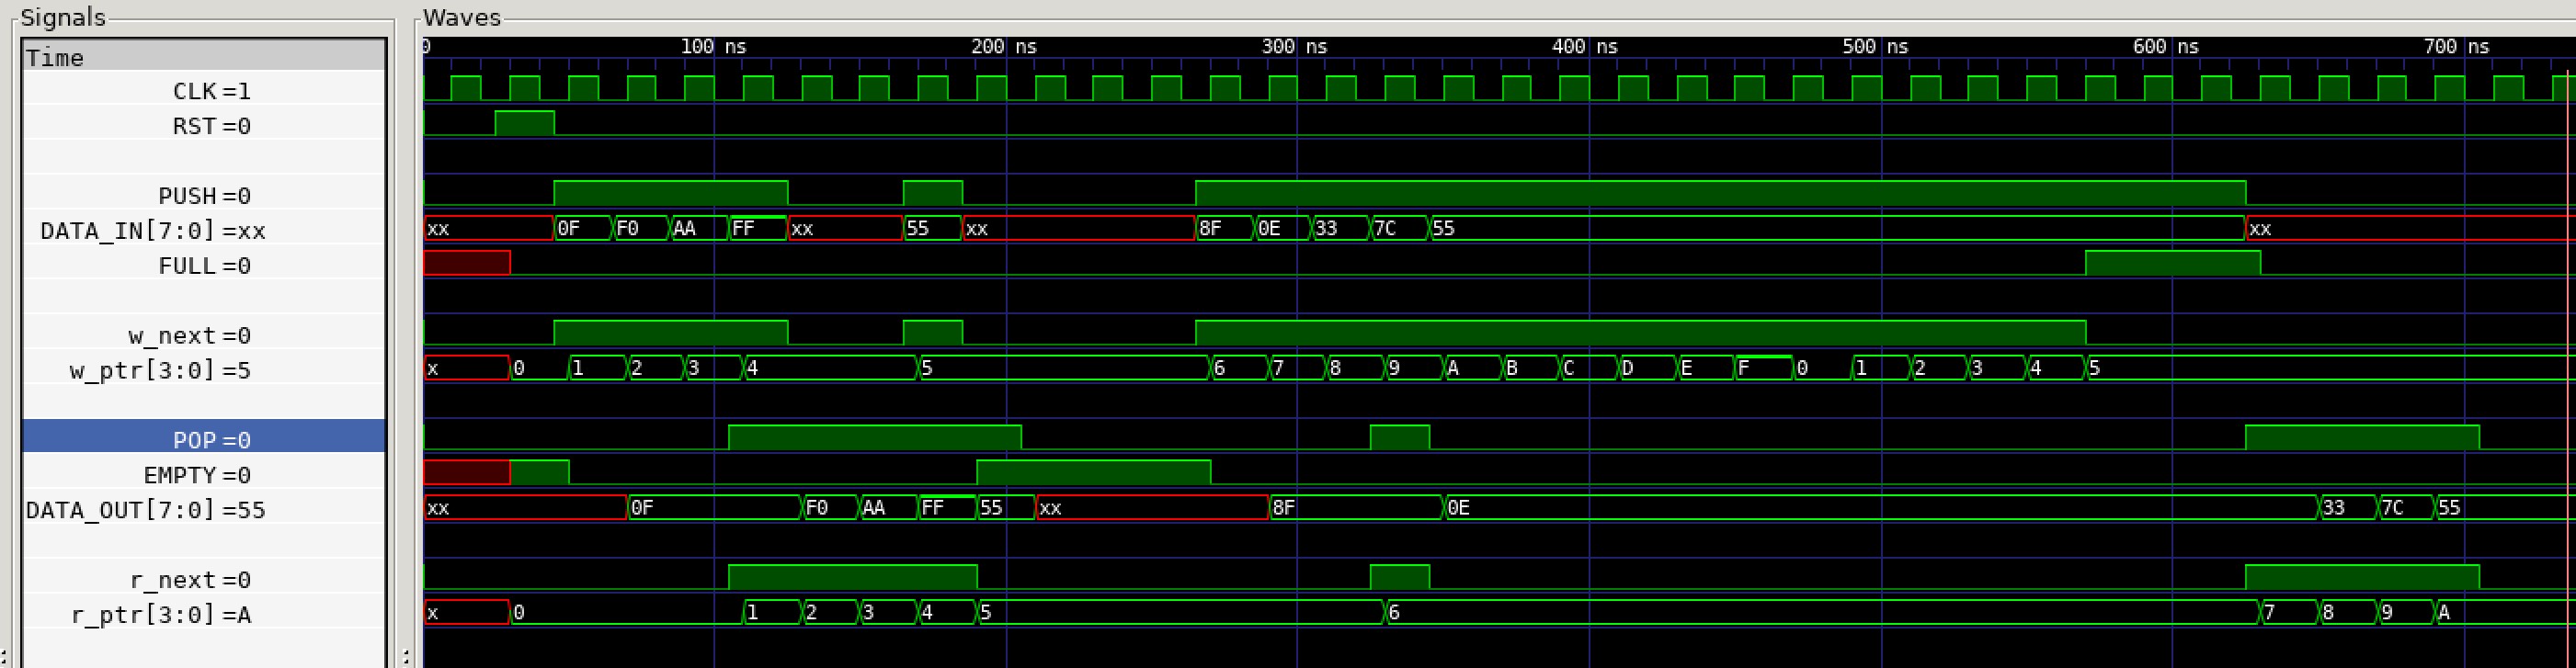 Signals Waves
Time 0 100 ns 200 ns 300 ns 400 ns 500 ns 600 ns 700 ns
CLK =1
RST =0
PUSH =0
DATA_IN[7:0] =xx xx 0F F0 AA FF xx 55 xx 8F 0E 33 7C 55 xx
FULL =0
w_next =0
w_ptr[3:0] =5 x 0 1 2 3 4 5 6 7 8 9 A B C D E F 0 1 2 3 4 5
POP =0
EMPTY =0
DATA_OUT[7:0] =55 xx 0F F0 AA FF 55 xx 8F 0E 33 7C 55
r_next =0
r_ptr[3:0] =A x 0 1 2 3 4 5 6 7 8 9 A